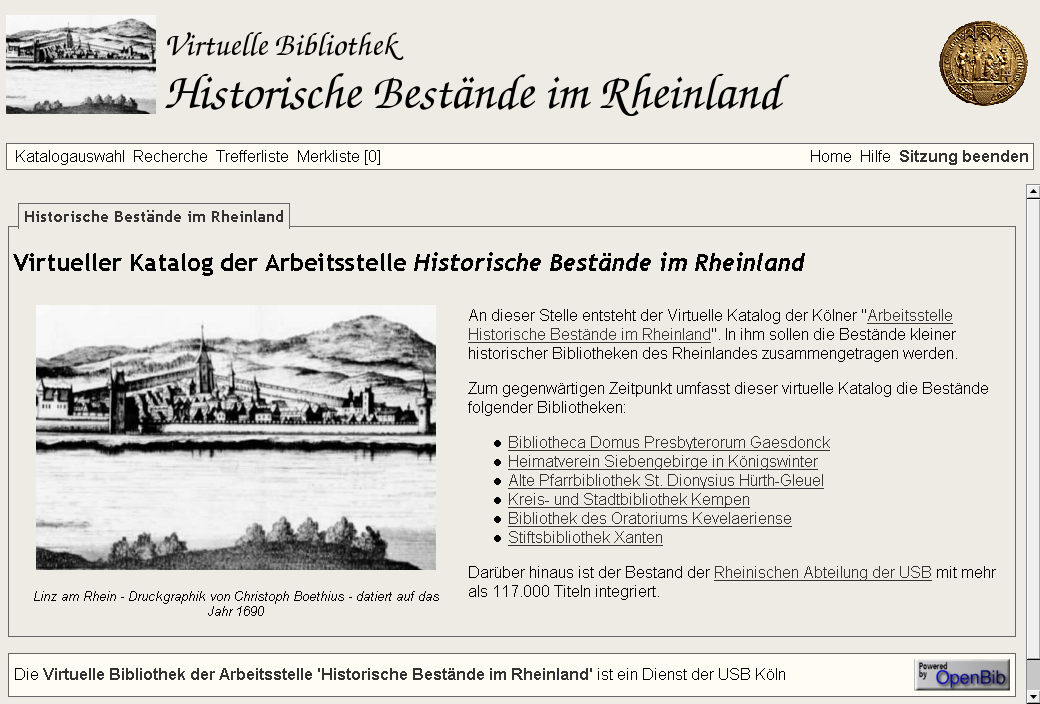 Virtuelle Bibliothek
Historische Bestände im Rheinland
Katalogauswahl Recherche Trefferliste Merkliste [0] Home Hilfe Sitzung beenden
Historische Bestände im Rheinland
Virtueller Katalog der Arbeitsstelle Historische Bestände im Rheinland
An dieser Stelle entsteht der Virtuelle Katalog der Kölner "Arbeitsstelle
Historische Bestände im Rheinland". In ihm sollen die Bestände kleiner
historischer Bibliotheken des Rheinlandes zusammengetragen werden.
Zum gegenwärtigen Zeitpunkt umfasst dieser virtuelle Katalog die Bestände
folgender Bibliotheken:
Bibliotheca Domus Presbyterorum Gaesdonck
Heimatverein Siebengebirge in Königswinter
Alte Pfarrbibliothek St. Dionysius Hürth-Gleuel
Kreis- und Stadtbibliothek Kempen
Bibliothek des Oratoriums Kevelaeriense
Stiftsbibliothek Xanten
Darüber hinaus ist der Bestand der Rheinischen Abteilung der USB mit mehr
als 117.000 Titeln integriert.
Linz am Rhein - Druckgraphik von Christoph Boethius - datiert auf das
Jahr 1690
Die Virtuelle Bibliothek der Arbeitsstelle 'Historische Bestände im Rheinland' ist ein Dienst der USB Köln
Powered
by OpenBib